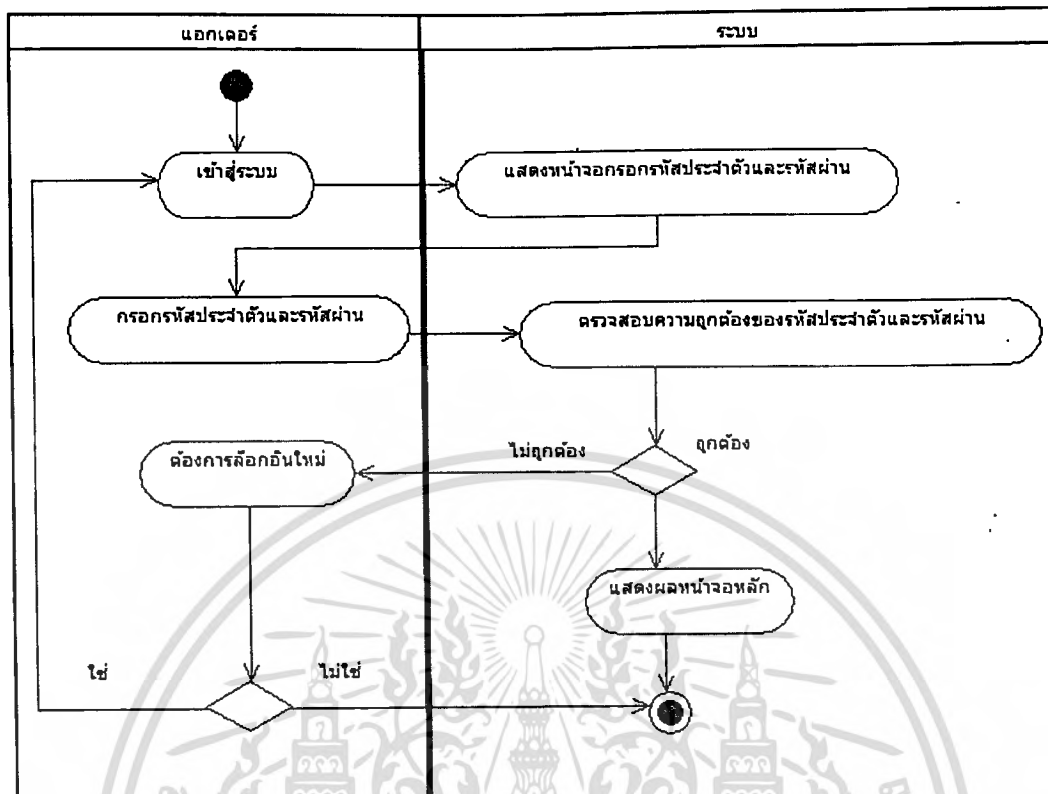 แอกเตอร์
ระบบ
เข้าสู่ระบบ
แสดงหน้าจอกรอกรหัสประจำตัวและรหัสผ่าน
กรอกรหัสประจำตัวและรหัสผ่าน
ตรวจสอบความถูกต้องของรหัสประจำตัวและรหัสผ่าน
ต้องการล๊อกอินใหม่
ไม่ถูกต้อง
ถูกต้อง
แสดงผลหน้าจอหลัก
ใช่
ไม่ใช่